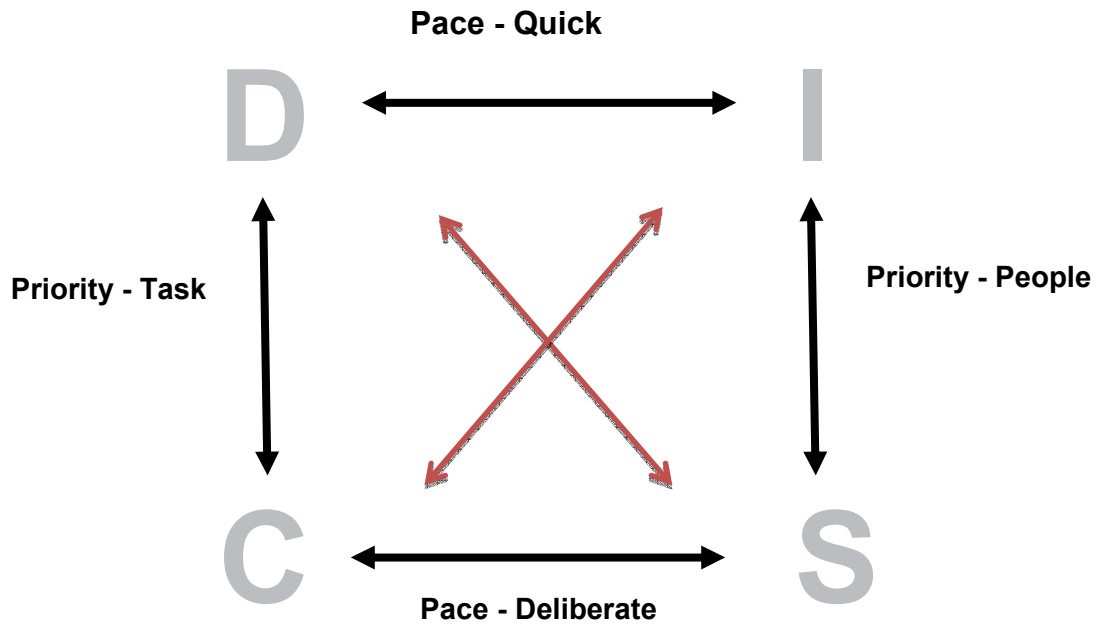 Pace - Quick
D I
Priority - Task
Priority - People
C S
Pace - Deliberate